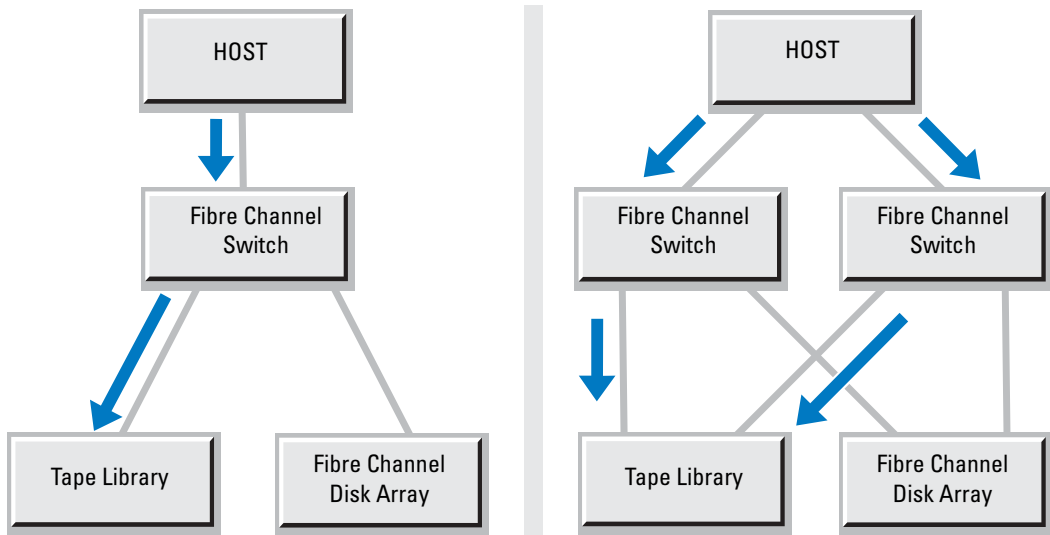 HOST
Fibre Channel
Switch
Tape Library
Fibre Channel
Disk Array
HOST
Fibre Channel
Switch
Fibre Channel
Switch
Tape Library
Fibre Channel
Disk Array